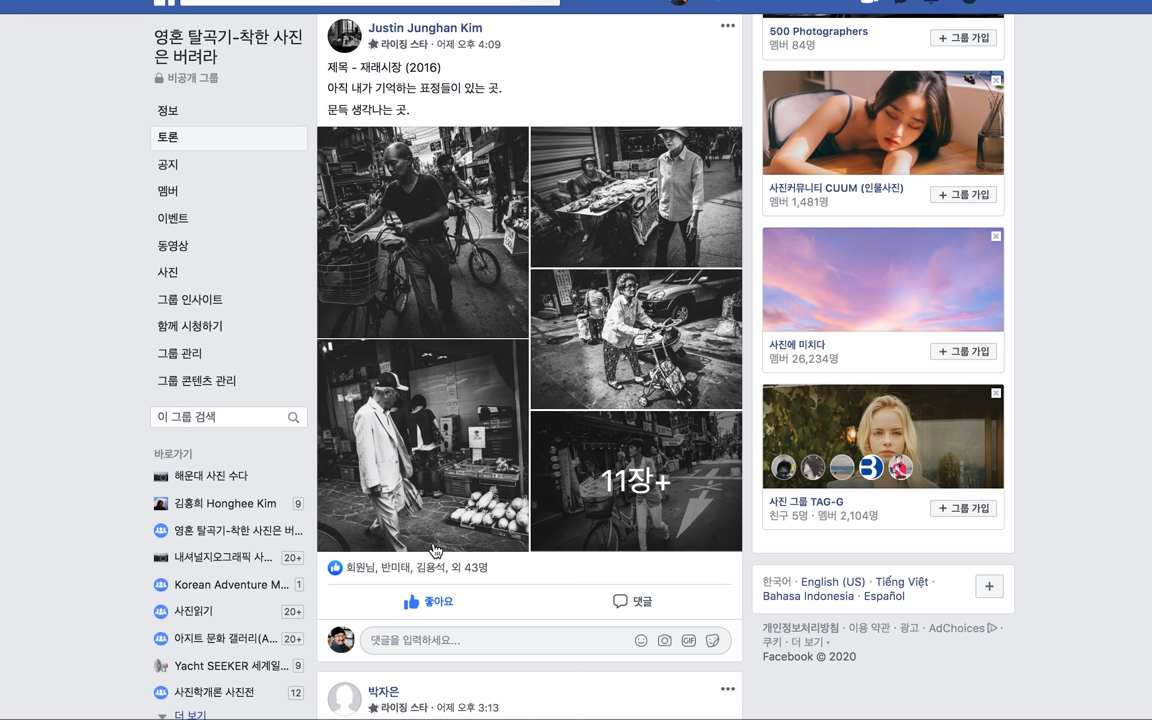 영혼 탈곡기-착한 사진
은 버려라
비공개 그룹
정보
토론
공지
멤버
이벤트
동영상
사진
그룹 인사이트
함께 시청하기
그룹 관리
그룹 콘텐츠 관리
이 그룹 검색
바로가기
해운대 사진 수다
김홍희 Honghee Kim 9
영혼 탈곡기-착한 사진은 버...
내셔널지오그래픽 사... 20+
Korean Adventure M... 1
사진읽기 20+
아지트 문화 갤러리(A... 20+
Yacht SEEKER 세계일... 9
사진학개론 사진전 12
더 보기
Justin Junghan Kim
라이징 스타 · 어제 오후 4:09
제목 - 재래시장 (2016)
아직 내가 기억하는 표정들이 있는 곳.
문득 생각나는 곳.
11장+
회원님, 반미태, 김용석, 외 43명
좋아요
댓글
댓글을 입력하세요...
GIF
박자은
라이징 스타 · 어제 오후 3:13
500 Photographers
멤버 84명
+ 그룹 가입
사진커뮤니티 CUUM (인물사진)
멤버 1,481명
+ 그룹 가입
사진에 미치다
멤버 26,234명
+ 그룹 가입
사진 그룹 TAG-G
친구 5명 · 멤버 2,104명
+ 그룹 가입
한국어 · English (US) · Tiếng Việt ·
Bahasa Indonesia · Español
개인정보처리방침 · 이용 약관 · 광고 · AdChoices ·
쿠키 · 더 보기
Facebook © 2020